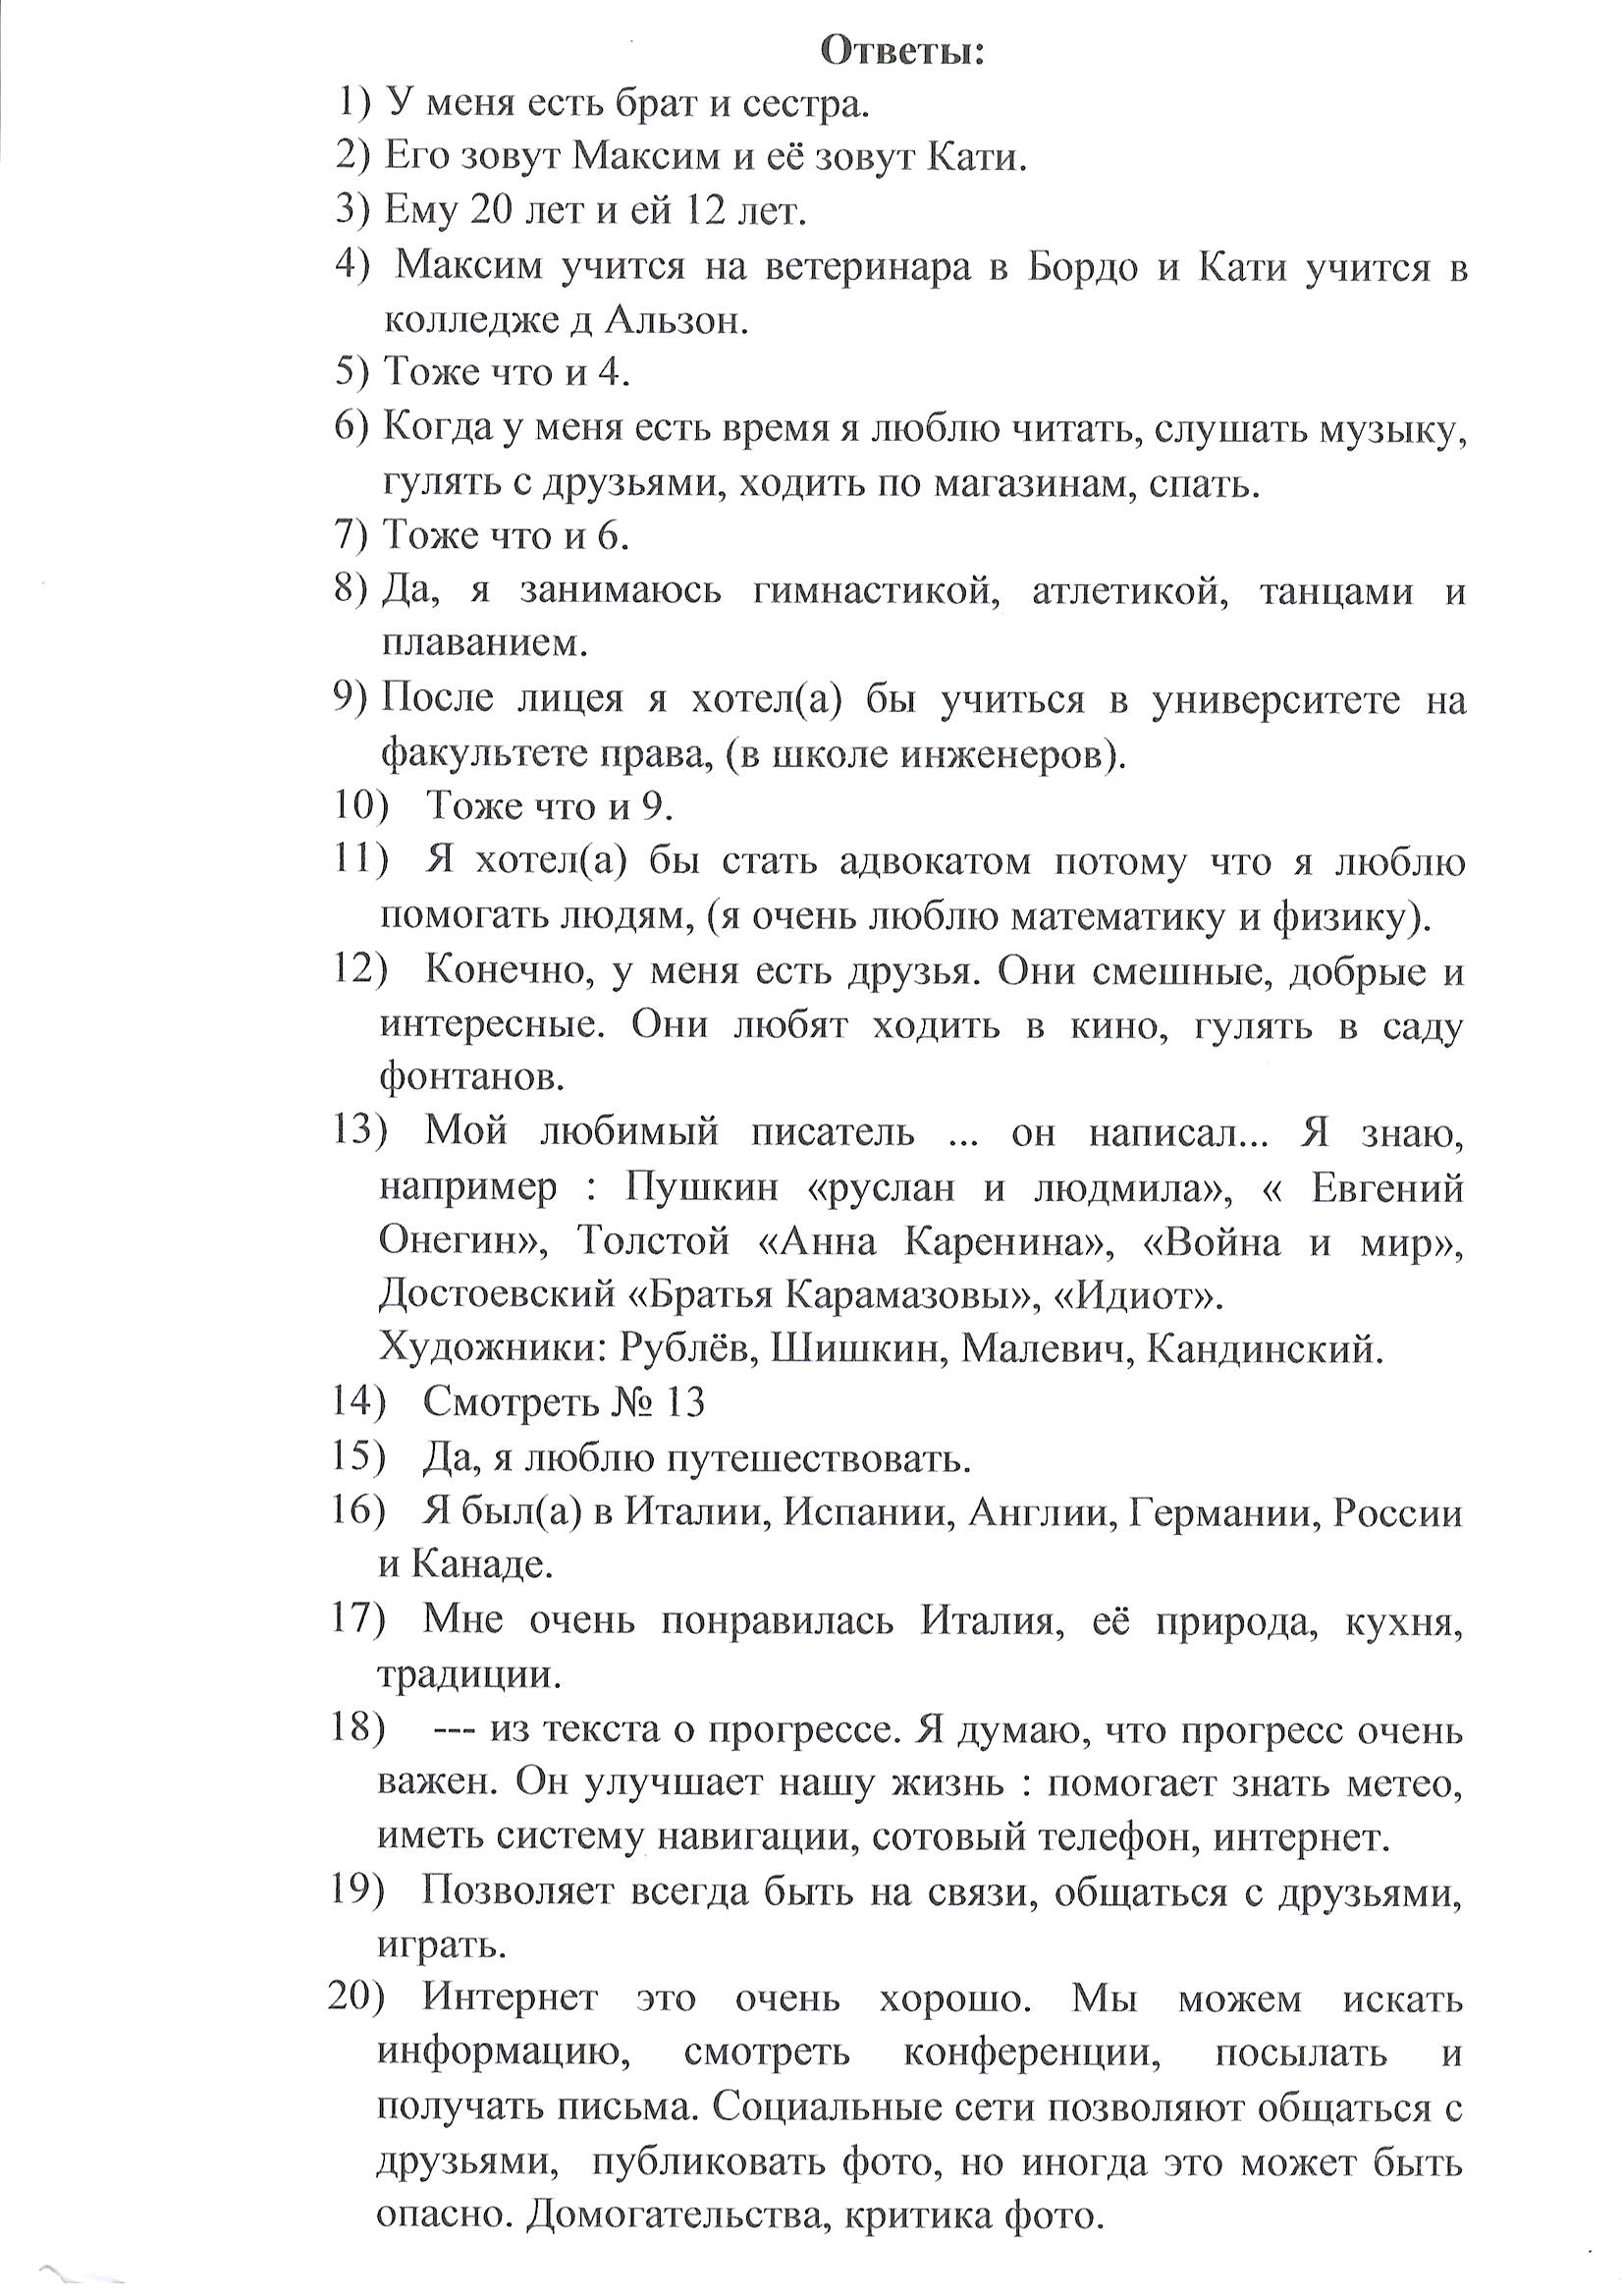 Ответы:
1) У меня есть брат и сестра.
2) Его зовут Максим и её зовут Кати.
3) Ему 20 лет и ей 12 лет.
4) Максим учится на ветеринара в Бордо и Кати учится в
колледже д Альзон.
5) Тоже что и 4.
6) Когда у меня есть время я люблю читать, слушать музыку,
гулять с друзьями, ходить по магазинам, спать.
7) Тоже что и 6.
8) Да, я занимаюсь гимнастикой, атлетикой, танцами и
плаванием.
9) После лицея я хотел(а) бы учиться в университете на
факультете права, (в школе инженеров).
10) Тоже что и 9.
11) Я хотел(а) бы стать адвокатом потому что я люблю
помогать людям, (я очень люблю математику и физику).
12) Конечно, у меня есть друзья. Они смешные, добрые и
интересные. Они любят ходить в кино, гулять в саду
фонтанов.
13) Мой любимый писатель ... он написал... Я знаю,
например : Пушкин «руслан и людмила», « Евгений
Онегин», Толстой «Анна Каренина», «Война и мир»,
Достоевский «Братья Карамазовы», «Идиот».
Художники: Рублёв, Шишкин, Малевич, Кандинский.
14) Смотреть № 13
15) Да, я люблю путешествовать.
16) Я был(а) в Италии, Испании, Англии, Германии, России
и Канаде.
17) Мне очень понравилась Италия, её природа, кухня,
традиции.
18) --- из текста о прогрессе. Я думаю, что прогресс очень
важен. Он улучшает нашу жизнь : помогает знать метео,
иметь систему навигации, сотовый телефон, интернет.
19) Позволяет всегда быть на связи, общаться с друзьями,
играть.
20) Интернет это очень хорошо. Мы можем искать
информацию, смотреть конференции, посылать и
получать письма. Социальные сети позволяют общаться с
друзьями, публиковать фото, но иногда это может быть
опасно. Домогательства, критика фото.